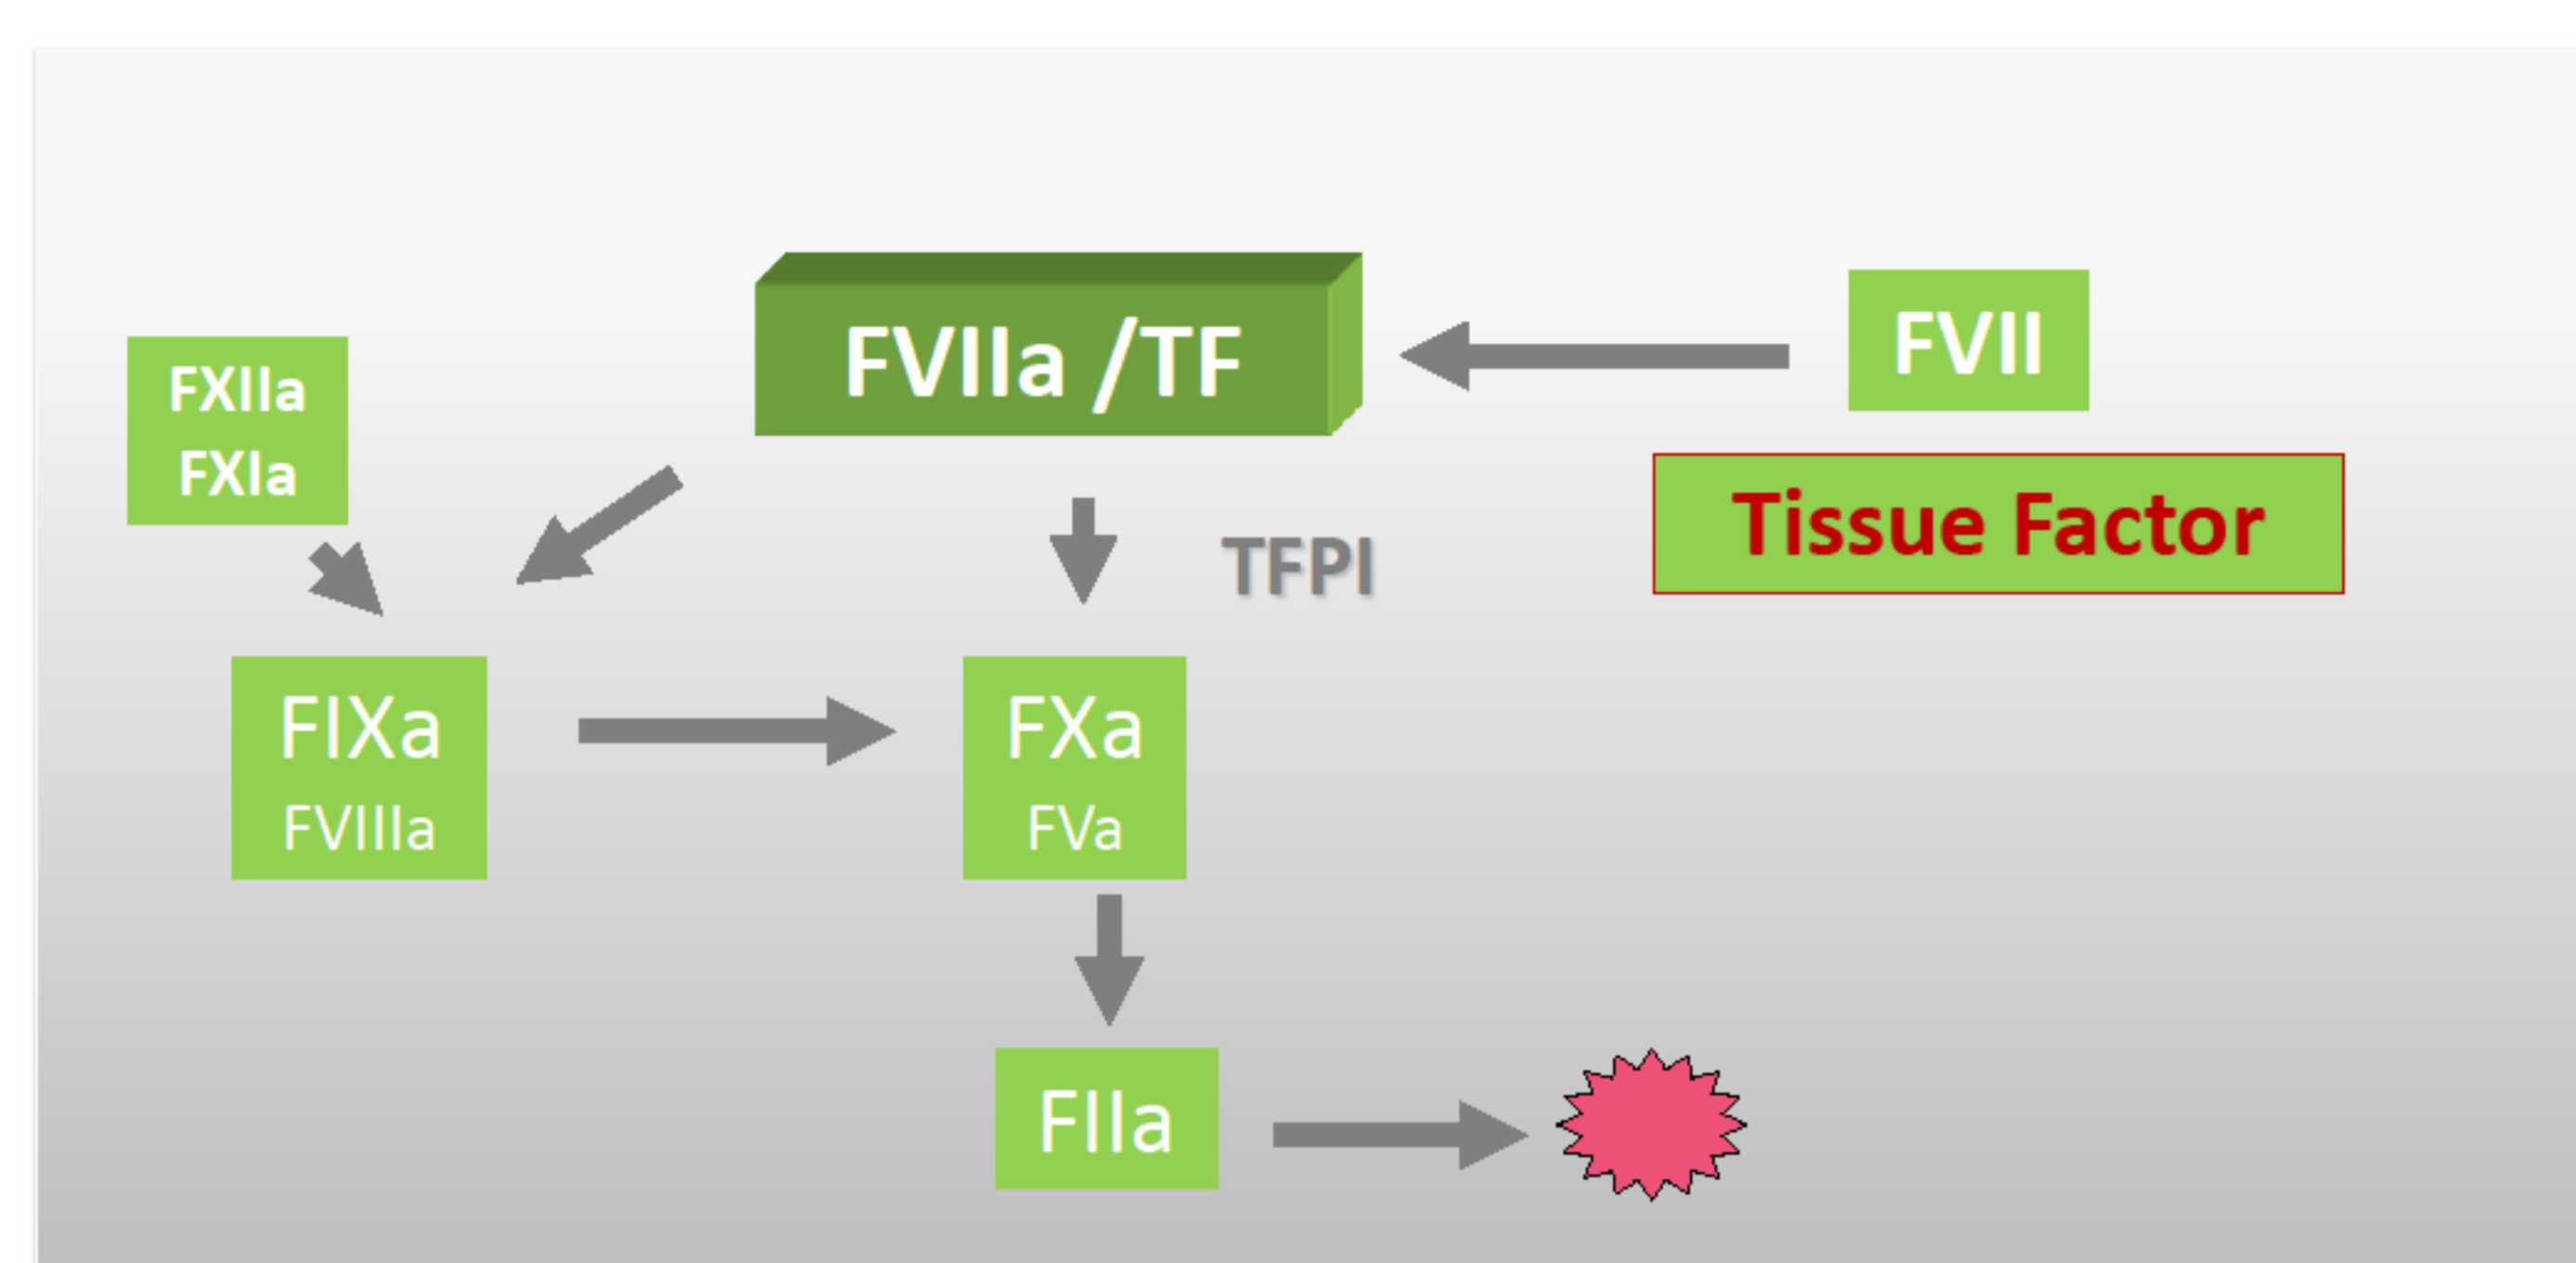 FVIIa /TF
FVII
FXIIa
FXIa
Tissue Factor
TFPI
FIXa
FVIIIa
FXa
FVa
FIIa